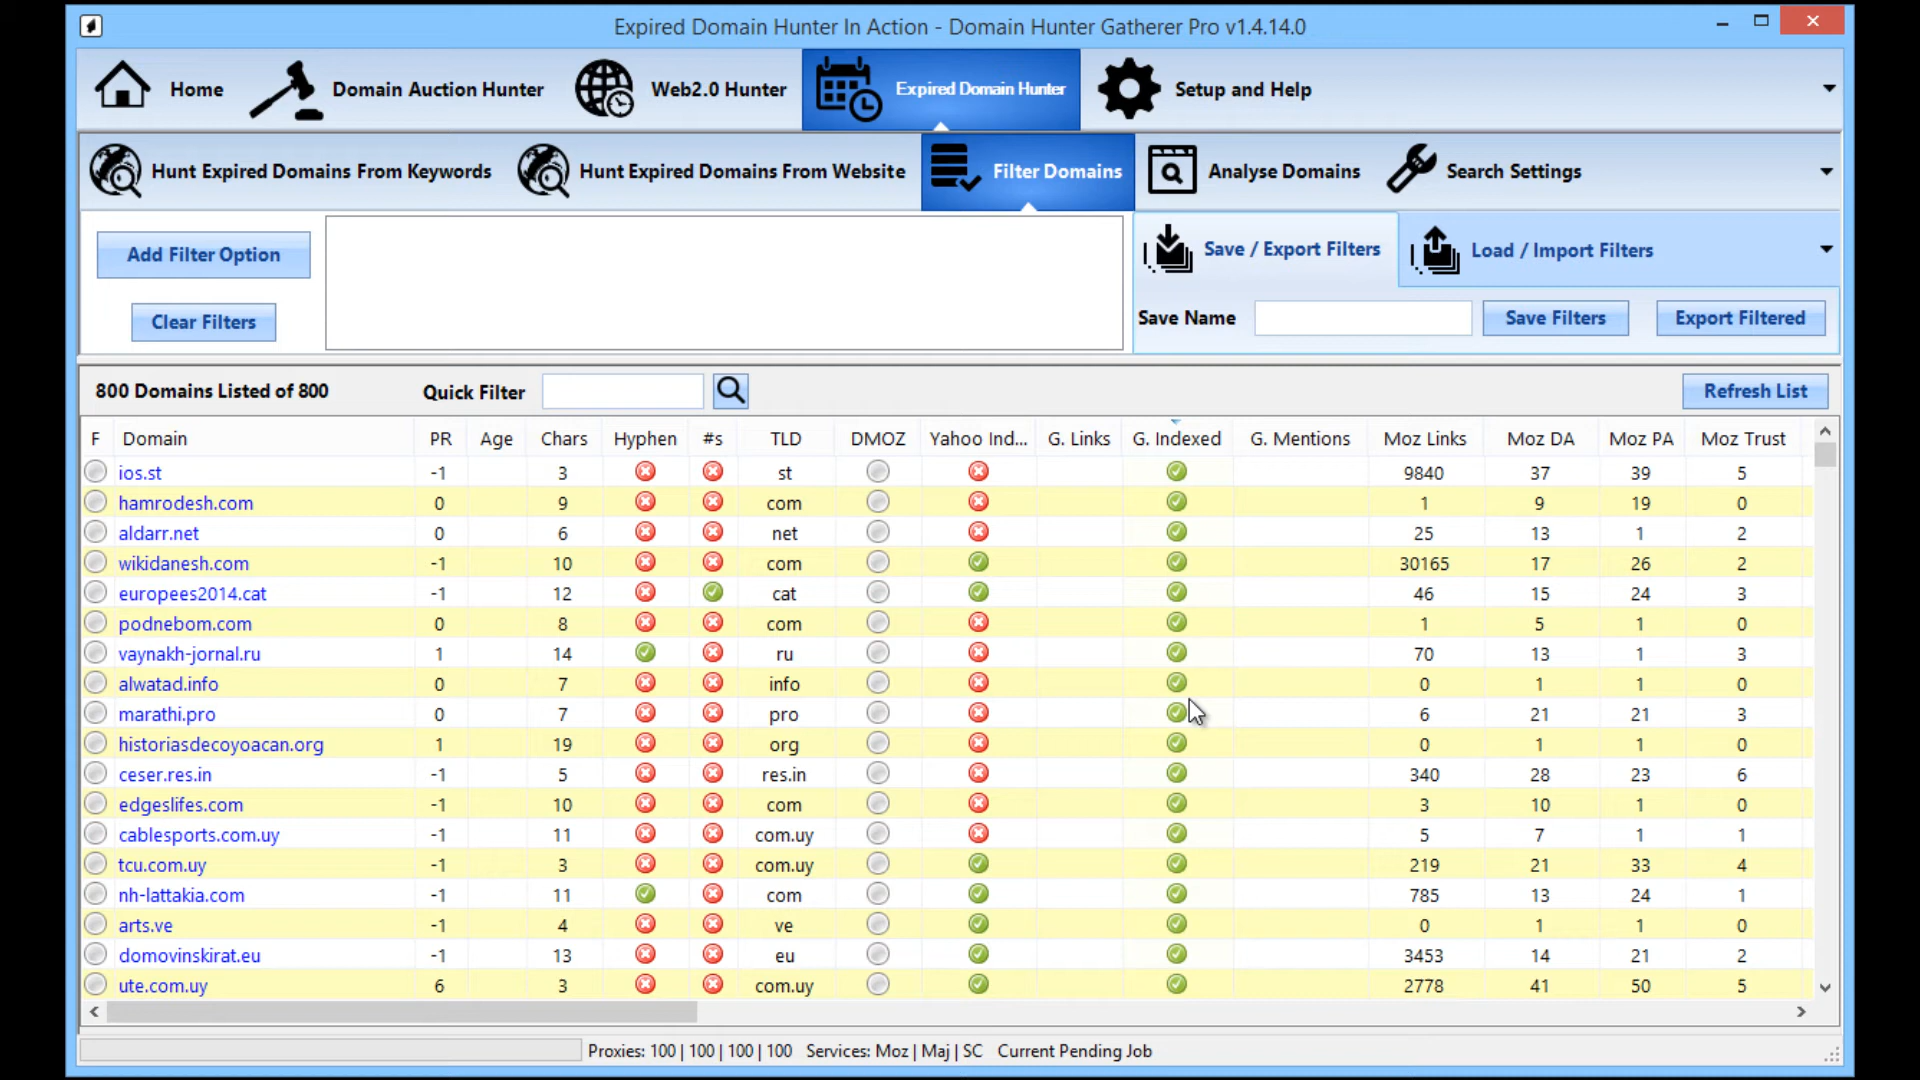 Expired Domain Hunter In Action - Domain Hunter Gatherer Pro v1.4.14.0
Home Domain Auction Hunter Web2.0 Hunter Expired Domain Hunter Setup and Help
Hunt Expired Domains From Keywords Hunt Expired Domains From Website Filter Domains Analyse Domains Search Settings
Add Filter Option
Clear Filters
Save / Export Filters Load / Import Filters
Save Name Save Filters Export Filtered
800 Domains Listed of 800 Quick Filter Refresh List
F Domain PR Age Chars Hyphen #s TLD DMOZ Yahoo Ind... G. Links G. Indexed G. Mentions Moz Links Moz DA Moz PA Moz Trust
ios.st -1 3 st 9840 37 39 5
hamrodesh.com 0 9 com 1 9 19 0
aldarr.net 0 6 net 25 13 1 2
wikidanesh.com -1 10 com 30165 17 26 2
europees2014.cat -1 12 cat 46 15 24 3
podnebom.com 0 8 com 1 5 1 0
vaynakh-jornal.ru 1 14 ru 70 13 1 3
alwatad.info 0 7 info 0 1 1 0
marathi.pro 0 7 pro 6 21 21 3
historiasdecoyoacan.org 1 19 org 0 1 1 0
ceser.res.in -1 5 res.in 340 28 23 6
edgeslifes.com -1 10 com 3 10 1 0
cablesports.com.uy -1 11 com.uy 5 7 1 1
tcu.com.uy -1 3 com.uy 219 21 33 4
nh-lattakia.com -1 11 com 785 13 24 1
arts.ve -1 4 ve 0 1 1 0
domovinskirat.eu -1 13 eu 3453 14 21 2
ute.com.uy 6 3 com.uy 2778 41 50 5
Proxies: 100 | 100 | 100 | 100 Services: Moz | Maj | SC Current Pending Job